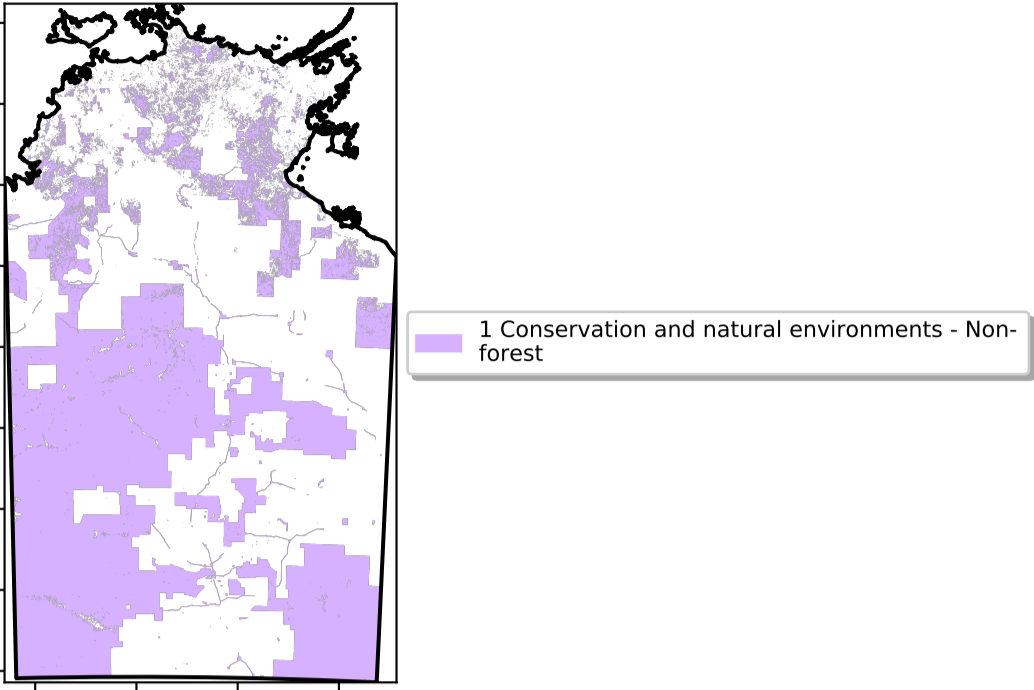 1 Conservation and natural environments - Non-
forest